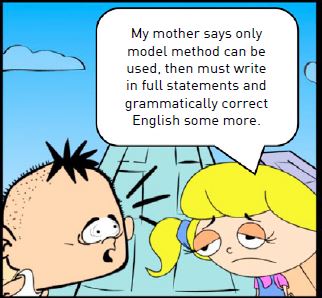 My mother says only
model method can be
used, then must write
in full statements and
grammatically correct
English some more.